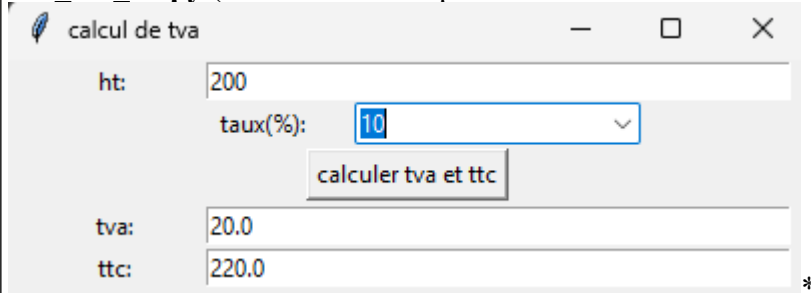 calcul de tva
ht: 200
taux(%): 10
calculer tva et ttc
tva: 20.0
ttc: 220.0
*